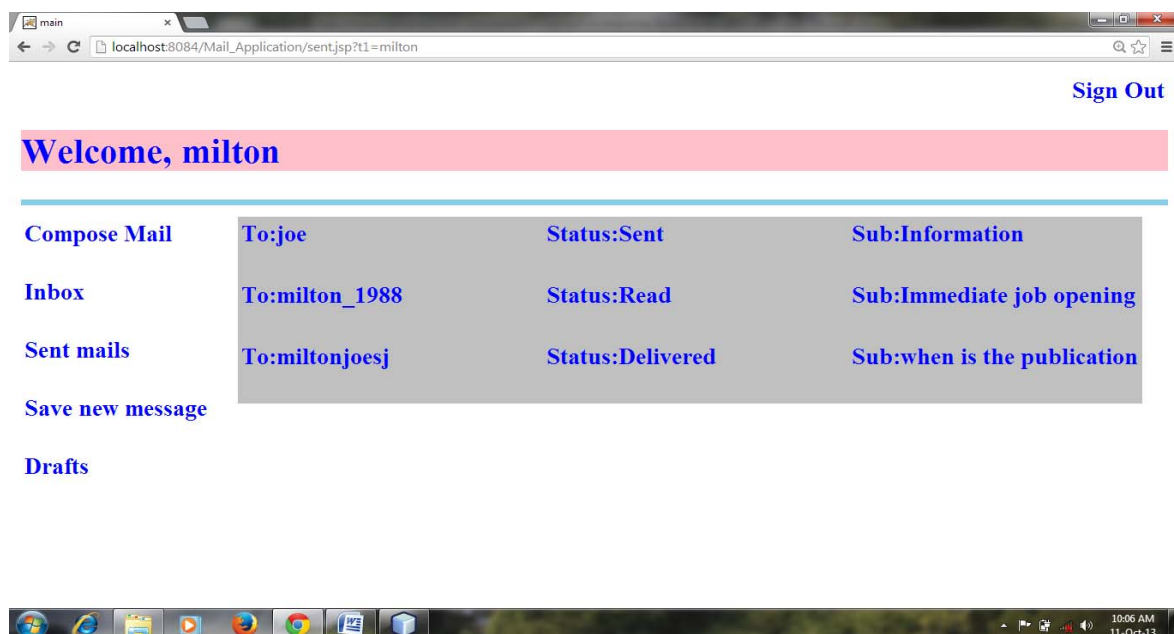 main
localhost:8084/Mail_Application/sent.jsp?t1=milton
Sign Out
Welcome, milton
Compose Mail
To:joe Status:Sent Sub:Information
Inbox
To:milton_1988 Status:Read Sub:Immediate job opening
Sent mails
To:miltonjoesj Status:Delivered Sub:when is the publication
Save new message
Drafts
10:06 AM
11-Oct-13